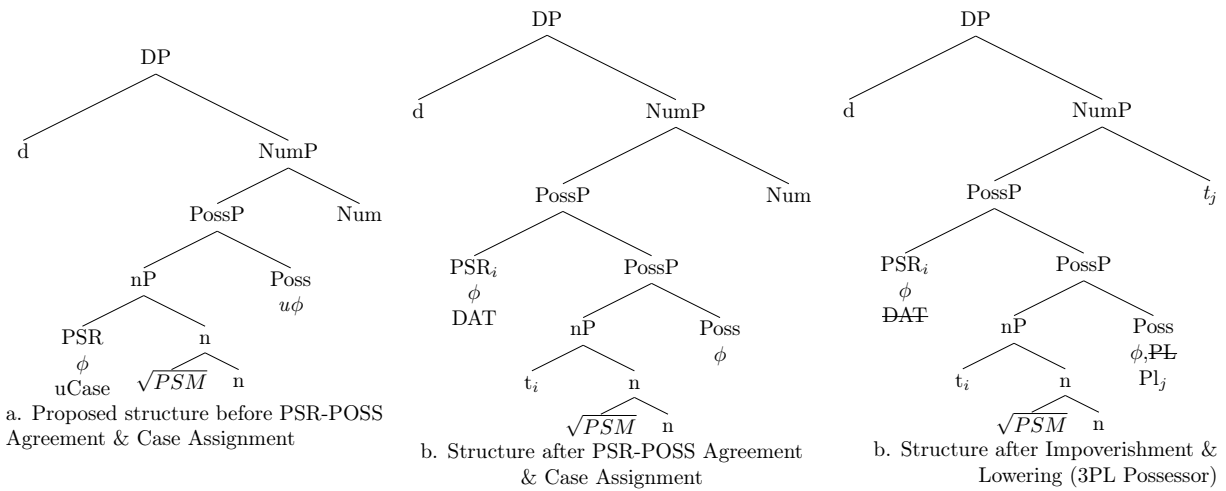 DP
d
NumP
PossP
Num
nP
Poss
uϕ
PSR
n
ϕ
uCase
√PSM
n
a. Proposed structure before PSR-POSS
Agreement & Case Assignment
DP
d
NumP
PossP
Num
PSRᵢ
PossP
ϕ
DAT
nP
Poss
ϕ
tᵢ
n
√PSM
n
b. Structure after PSR-POSS Agreement
& Case Assignment
DP
d
NumP
PossP
tⱼ
PSRᵢ
PossP
ϕ
DAT
nP
Poss
ϕ,PL
Plⱼ
tᵢ
n
√PSM
n
b. Structure after Impoverishment &
Lowering (3PL Possessor)